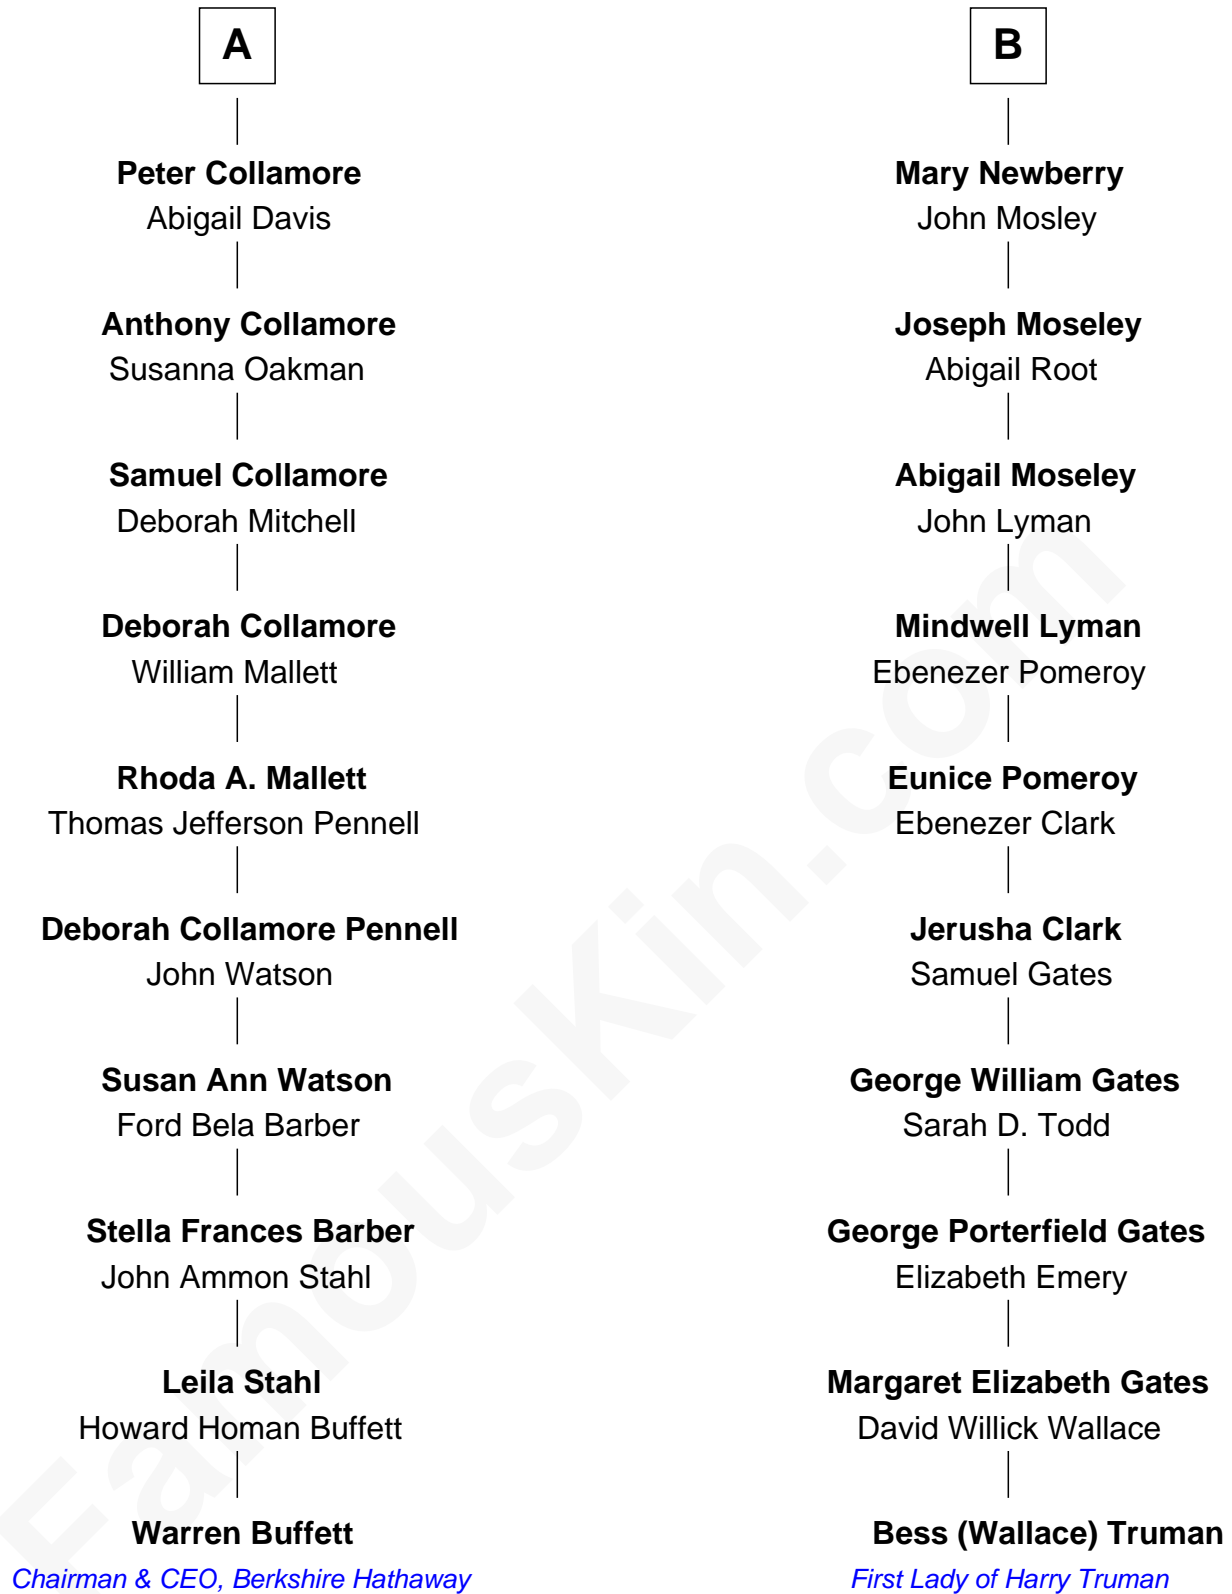 A
B
Peter Collamore
Abigail Davis
Mary Newberry
John Mosley
Anthony Collamore
Susanna Oakman
Joseph Moseley
Abigail Root
Samuel Collamore
Deborah Mitchell
Abigail Moseley
John Lyman
Deborah Collamore
William Mallett
Mindwell Lyman
Ebenezer Pomeroy
Rhoda A. Mallett
Thomas Jefferson Pennell
Eunice Pomeroy
Ebenezer Clark
Deborah Collamore Pennell
John Watson
Jerusha Clark
Samuel Gates
Susan Ann Watson
Ford Bela Barber
George William Gates
Sarah D. Todd
Stella Frances Barber
John Ammon Stahl
George Porterfield Gates
Elizabeth Emery
Leila Stahl
Howard Homan Buffett
Margaret Elizabeth Gates
David Willick Wallace
Warren Buffett
Chairman & CEO, Berkshire Hathaway
Bess (Wallace) Truman
First Lady of Harry Truman
FamousKin.com